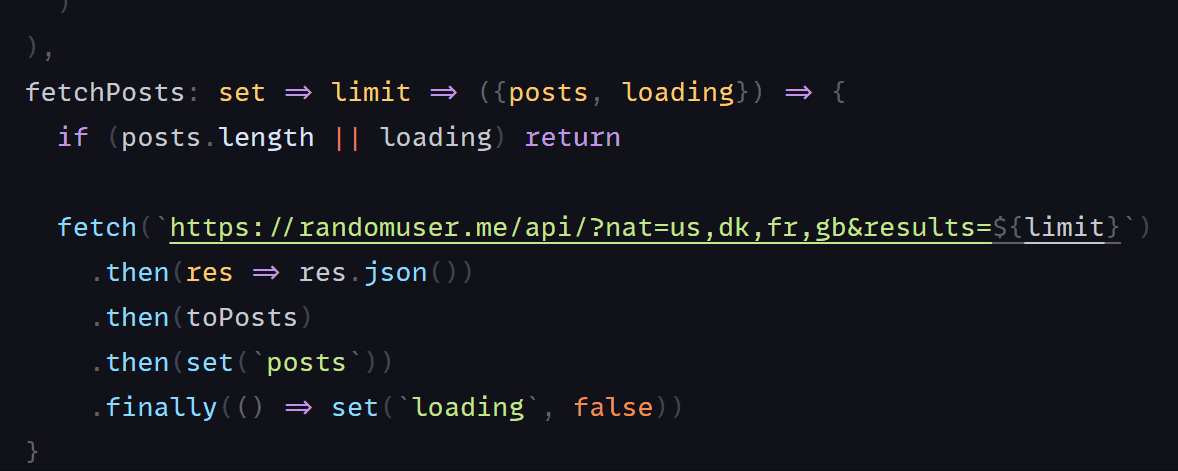 )
),
fetchPosts: set => limit => ({posts, loading}) => {
if (posts.length || loading) return
fetch(`https://randomuser.me/api/?nat=us,dk,fr,gb&results=${limit}`)
.then(res => res.json())
.then(toPosts)
.then(set(`posts`))
.finally(() => set(`loading`, false))
}